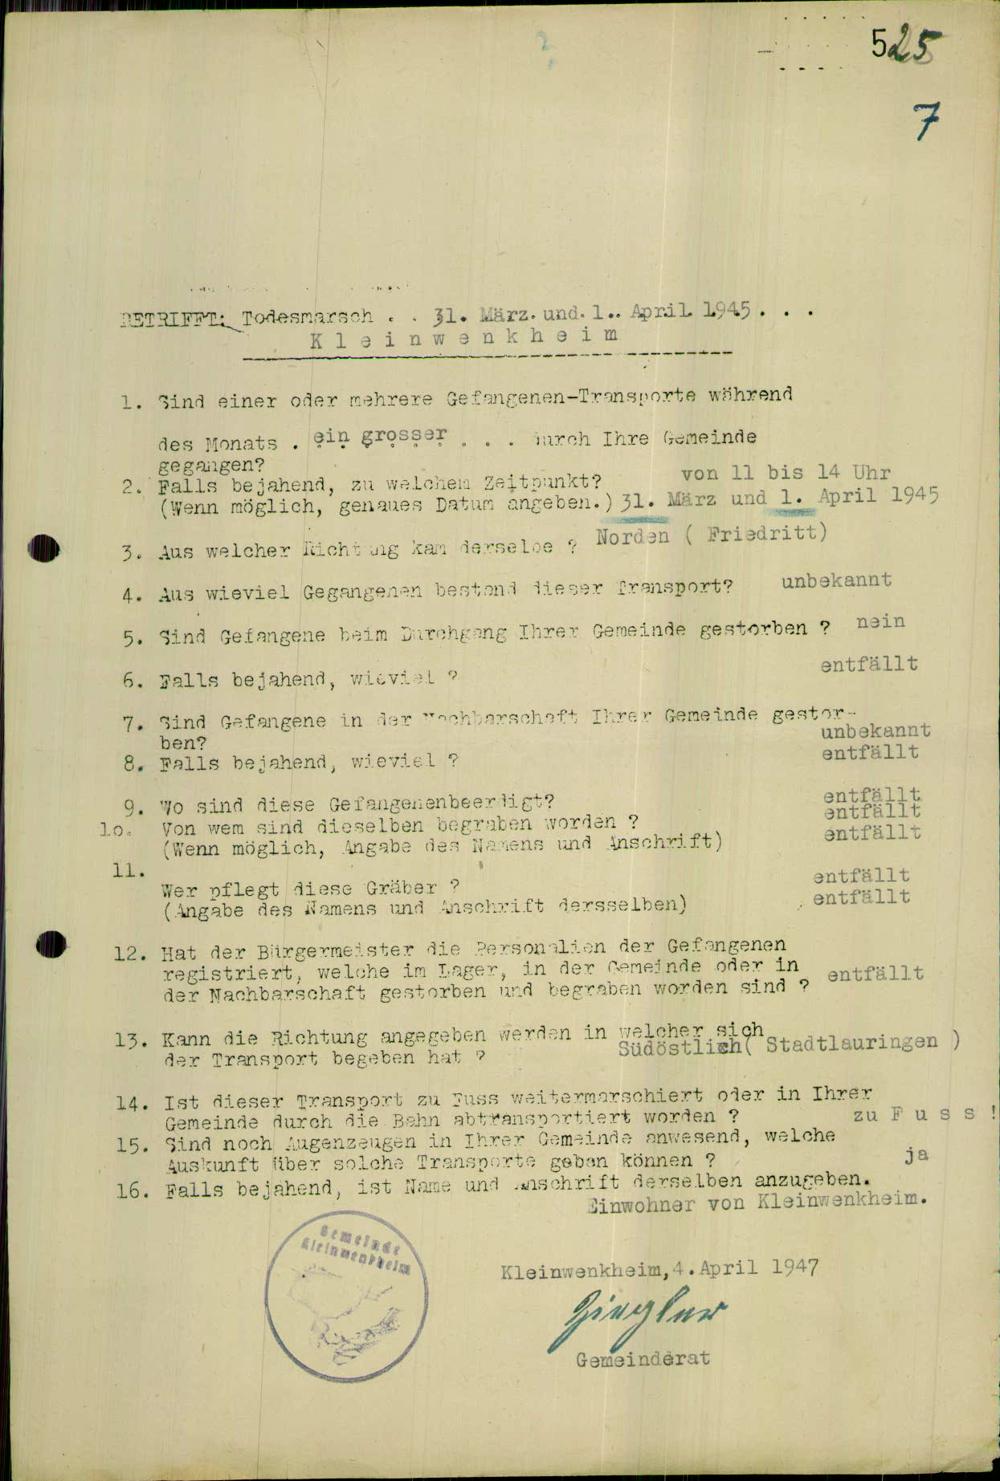 525
7
BETRIFFT: Todesmarsch . . 31. März. und. 1.. April 1945 . . .
Kleinwenkheim
1. Sind einer oder mehrere Gefangenen-Transporte während
des Monats . ein grosser . . . durch Ihre Gemeinde
gegangen?
2. Falls bejahend, zu welchem Zeitpunkt? von 11 bis 14 Uhr
(Wenn möglich, genaues Datum angeben.) 31. März und 1. April 1945
3. Aus welcher Richtung kam derselbe ? Norden ( Friedritt)
4. Aus wieviel Gegangenen bestand dieser Transport? unbekannt
5. Sind Gefangene beim Durchgang Ihrer Gemeinde gestorben ? nein
6. Falls bejahend, wieviel ? entfällt
7. Sind Gefangene in der Nachbarschaft Ihrer Gemeinde gestor-
ben? unbekannt
8. Falls bejahend, wieviel ? entfällt
9. Wo sind diese Gefangenenbeerdigt? entfällt
1o. Von wem sind dieselben begraben worden ? entfällt
(Wenn möglich, Angabe des Namens und Anschrift) entfällt
11.
Wer pflegt diese Gräber ? entfällt
(Angabe des Namens und Anschrift dersselben) entfällt
12. Hat der Bürgermeister die Personalien der Gefangenen
registriert, welche im Lager, in der Gemeinde oder in entfällt
der Nachbarschaft gestorben und begraben worden sind ?
13. Kann die Richtung angegeben werden in welcher sich
der Transport begeben hat ? Südöstlich( Stadtlauringen )
14. Ist dieser Transport zu Fuss weitermarschiert oder in Ihrer
Gemeinde durch die Bahn abtransportiert worden ? zu F u s s !
15. Sind noch Augenzeugen in Ihrer Gemeinde anwesend, welche
Auskunft über solche Transporte geben können ? ja
16. Falls bejahend, ist Name und Anschrift derselben anzugeben.
Einwohner von Kleinwenkheim.
Gemeinde
Kleinwenkheim
Kleinwenkheim,4.April 1947
Ziegler
Gemeinderat